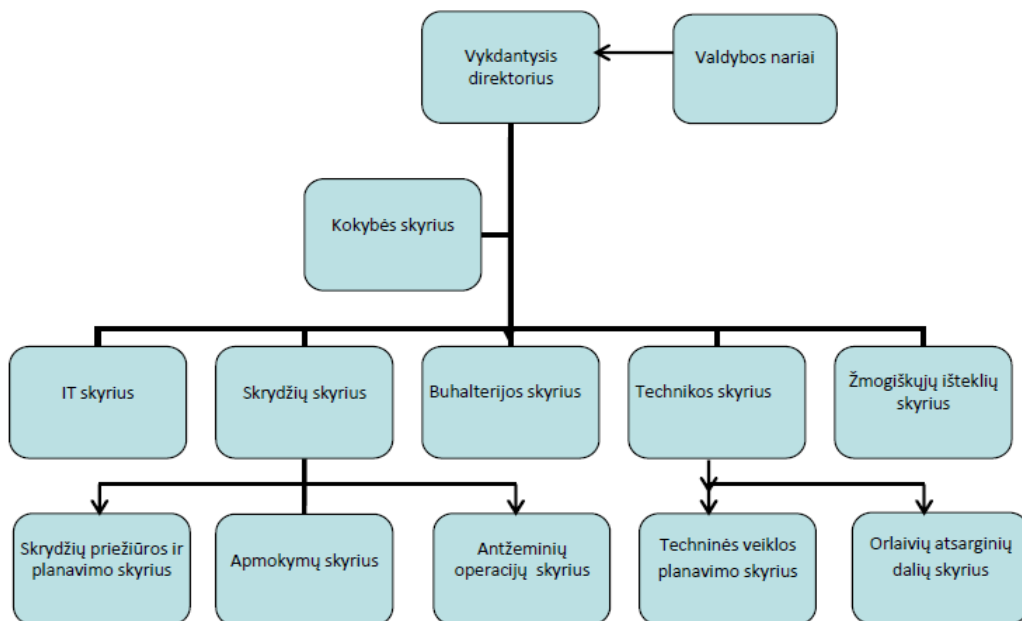 Vykdantysis
direktorius
Valdybos nariai
Kokybės skyrius
IT skyrius
Skrydžių skyrius
Buhalterijos skyrius
Technikos skyrius
Žmogiškųjų išteklių
skyrius
Skrydžių priežiūros ir
planavimo skyrius
Apmokymų skyrius
Antžeminių
operacijų skyrius
Techninės veiklos
planavimo skyrius
Orlaivių atsarginių
dalių skyrius